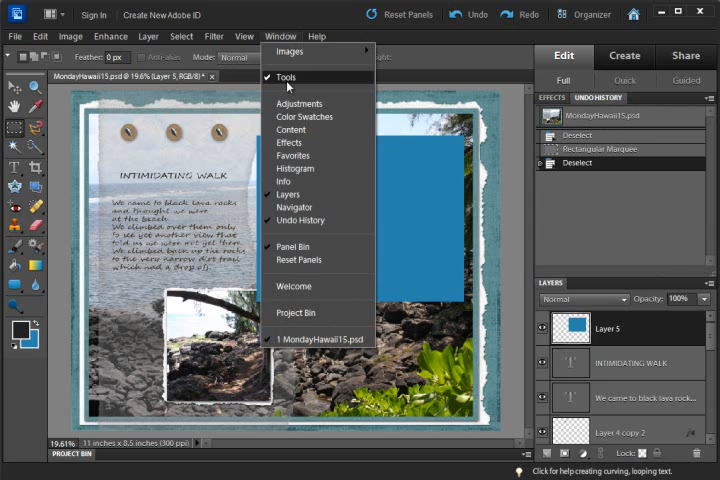 Sign In
Create New Adobe ID
Reset Panels
Undo
Redo
Organizer
File Edit Image Enhance Layer Select Filter View Window Help
Feather: 0 px
Anti-alias
Mode: Normal
Edit
Create
Share
Full
Quick
Guided
MondayHawaii15.psd @ 19.6% (Layer 5, RGB/8) * x
Images
Tools
Adjustments
Color Swatches
Content
Effects
Favorites
Histogram
Info
Layers
Navigator
Undo History
Panel Bin
Reset Panels
Welcome
Project Bin
1 MondayHawaii15.psd
INTIMIDATING WALK
We came to black lava rocks
and thought we were
at the beach.
We climbed over them only
to see yet another view that
told us we were not yet there.
We climbed back up the rocks
to the very narrow dirt trail
which had a drop off.
EFFECTS
UNDO HISTORY
MondayHawaii15.psd
Deselect
Rectangular Marquee
Deselect
LAYERS
Normal
Opacity: 100%
Layer 5
INTIMIDATING WALK
We came to black lava rock...
Layer 4 copy 2
fx
Lock:
19.61%
11 inches x 8.5 inches (300 ppi)
PROJECT BIN
Click for help creating curving, looping text.